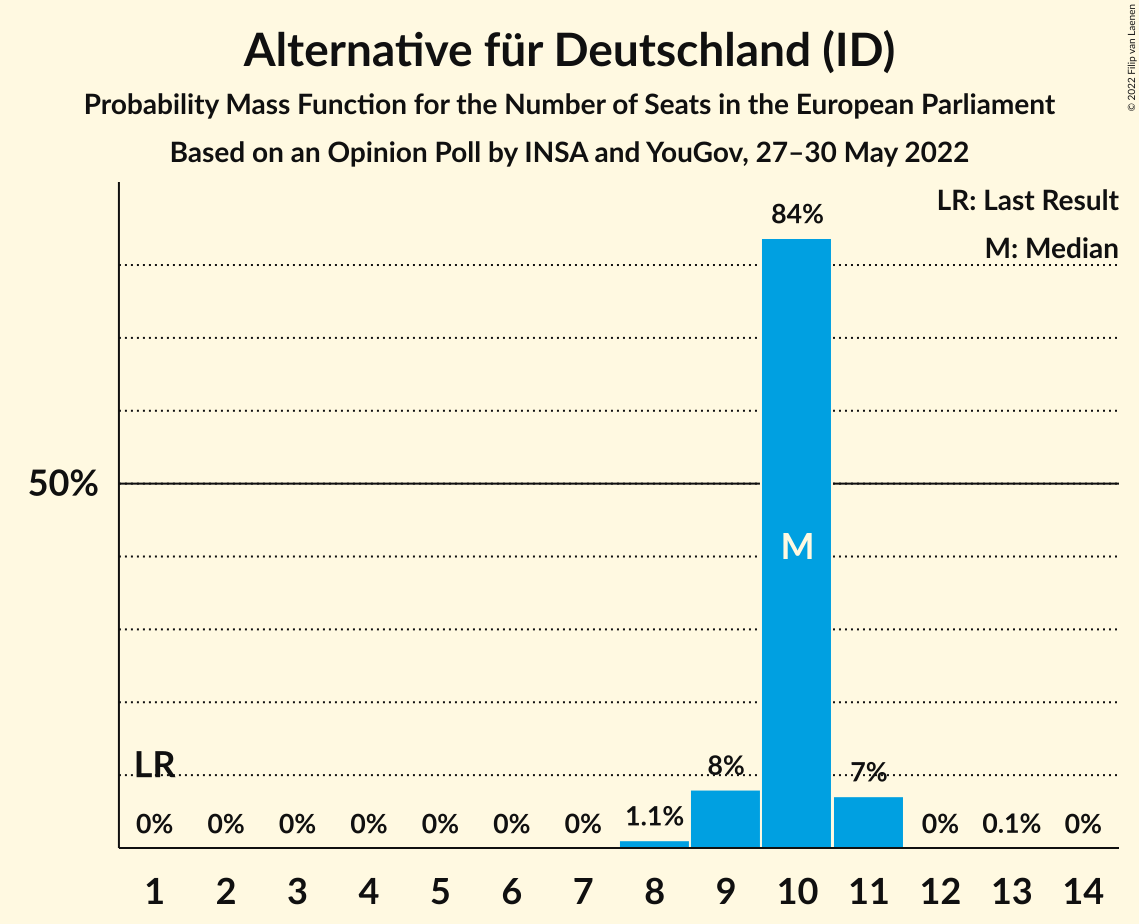 Alternative für Deutschland (ID)
Probability Mass Function for the Number of Seats in the European Parliament
Based on an Opinion Poll by INSA and YouGov, 27–30 May 2022
© 2022 Filip van Laenen
LR: Last Result
M: Median
84%
50%
M
LR
8%
7%
0% 0% 0% 0% 0% 0% 0% 1.1% 0% 0.1% 0%
1 2 3 4 5 6 7 8 9 10 11 12 13 14